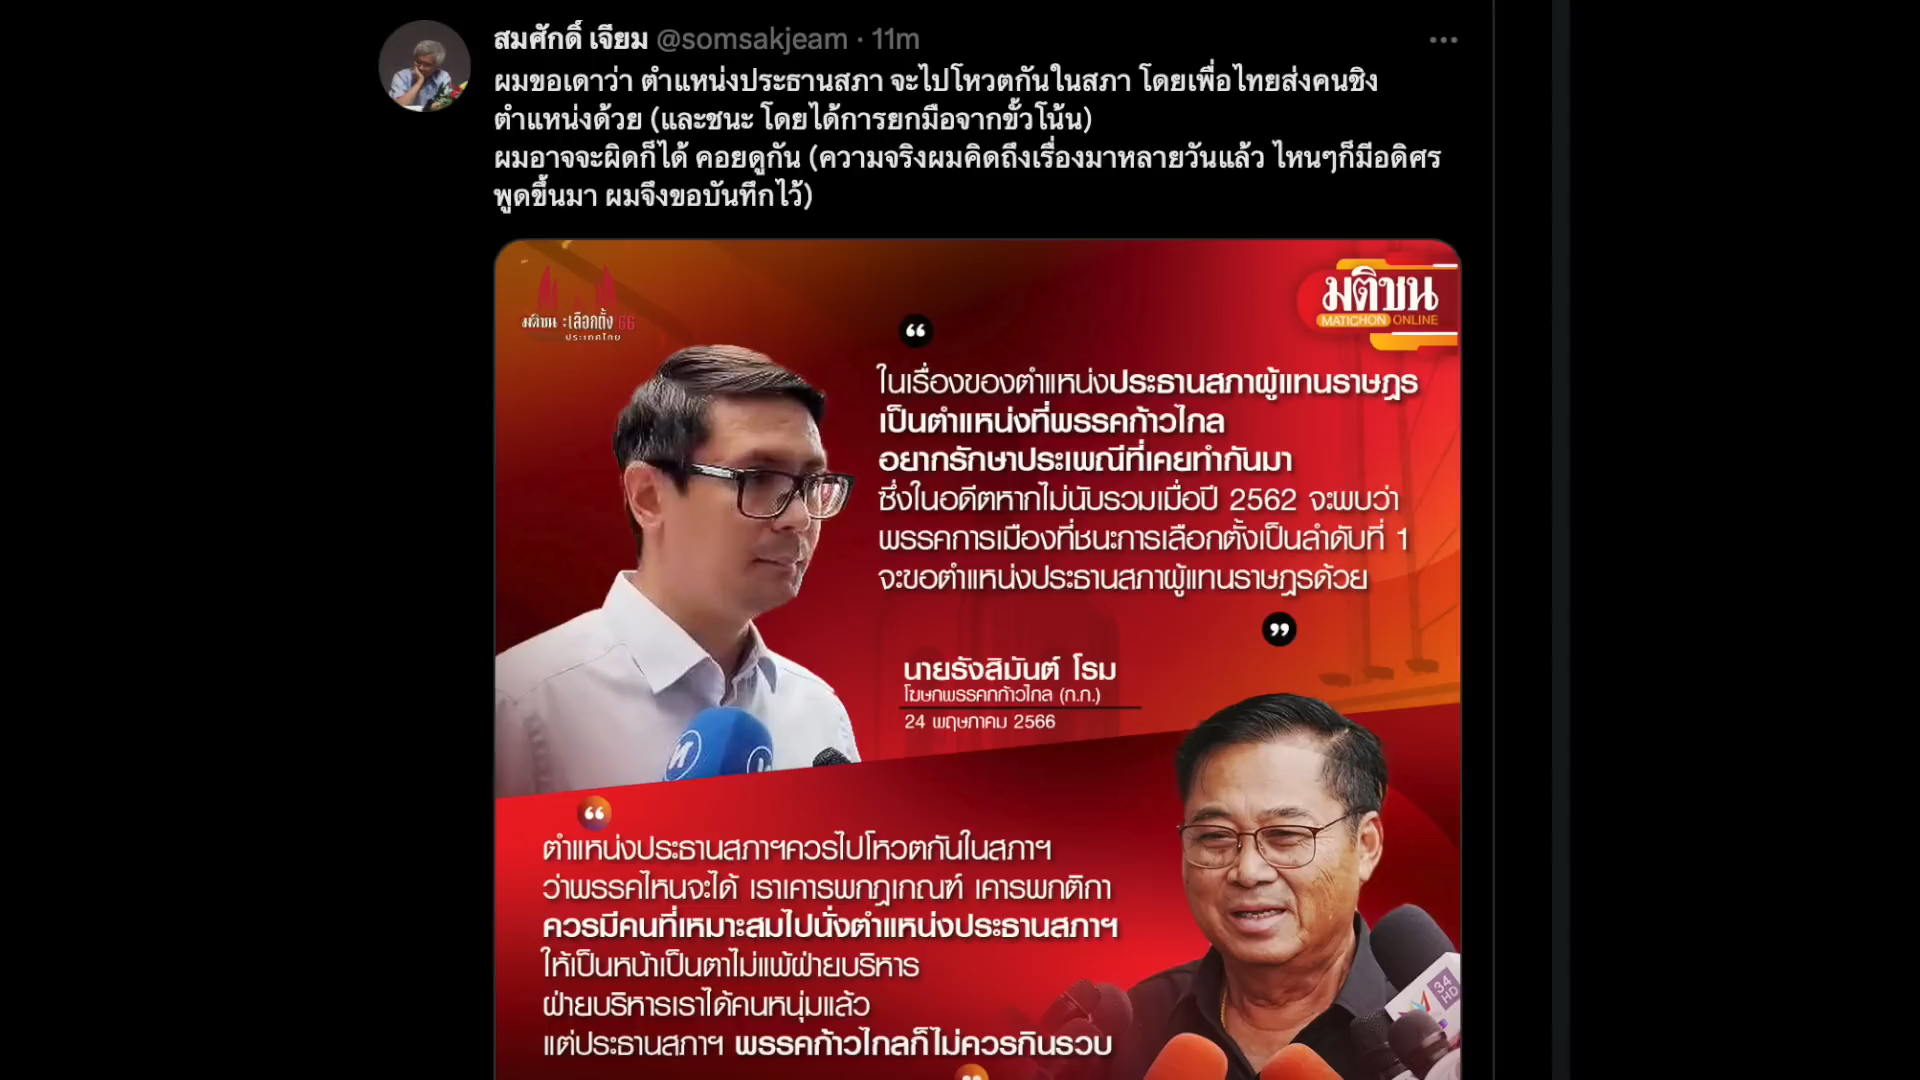 สมศักดิ์ เจียม @somsakjeam · 11m
ผมขอเดาว่า ตำแหน่งประธานสภา จะไปโหวตกันในสภา โดยเพื่อไทยส่งคนชิง
ตำแหน่งด้วย (และชนะ โดยได้การยกมือจากขั้วโน้น)
ผมอาจจะผิดก็ได้ คอยดูกัน (ความจริงผมคิดถึงเรื่องมาหลายวันแล้ว ไหนๆก็มีอดิศร
พูดขึ้นมา ผมจึงขอบันทึกไว้)
มติชน
MATICHON ONLINE
มติชน :เลือกตั้ง 66
ประเทศไทย
ในเรื่องของตำแหน่งประธานสภาผู้แทนราษฎร
เป็นตำแหน่งที่พรรคก้าวไกล
อยากรักษาประเพณีที่เคยทำกันมา
ซึ่งในอดีตหากไม่นับรวมเมื่อปี 2562 จะพบว่า
พรรคการเมืองที่ชนะการเลือกตั้งเป็นลำดับที่ 1
จะขอตำแหน่งประธานสภาผู้แทนราษฎรด้วย
นายรังสิมันต์ โรม
โฆษกพรรคกก้าวไกล (ก.ก.)
24 พฤษภาคม 2566
ตำแหน่งประธานสภาฯควรไปโหวตกันในสภาฯ
ว่าพรรคไหนจะได้ เราเคารพกฎเกณฑ์ เคารพกติกา
ควรมีคนที่เหมาะสมไปนั่งตำแหน่งประธานสภาฯ
ให้เป็นหน้าเป็นตาไม่แพ้ฝ่ายบริหาร
ฝ่ายบริหารเราได้คนหนุ่มแล้ว
แต่ประธานสภาฯ พรรคก้าวไกลก็ไม่ควรกินรวบ
34
HD